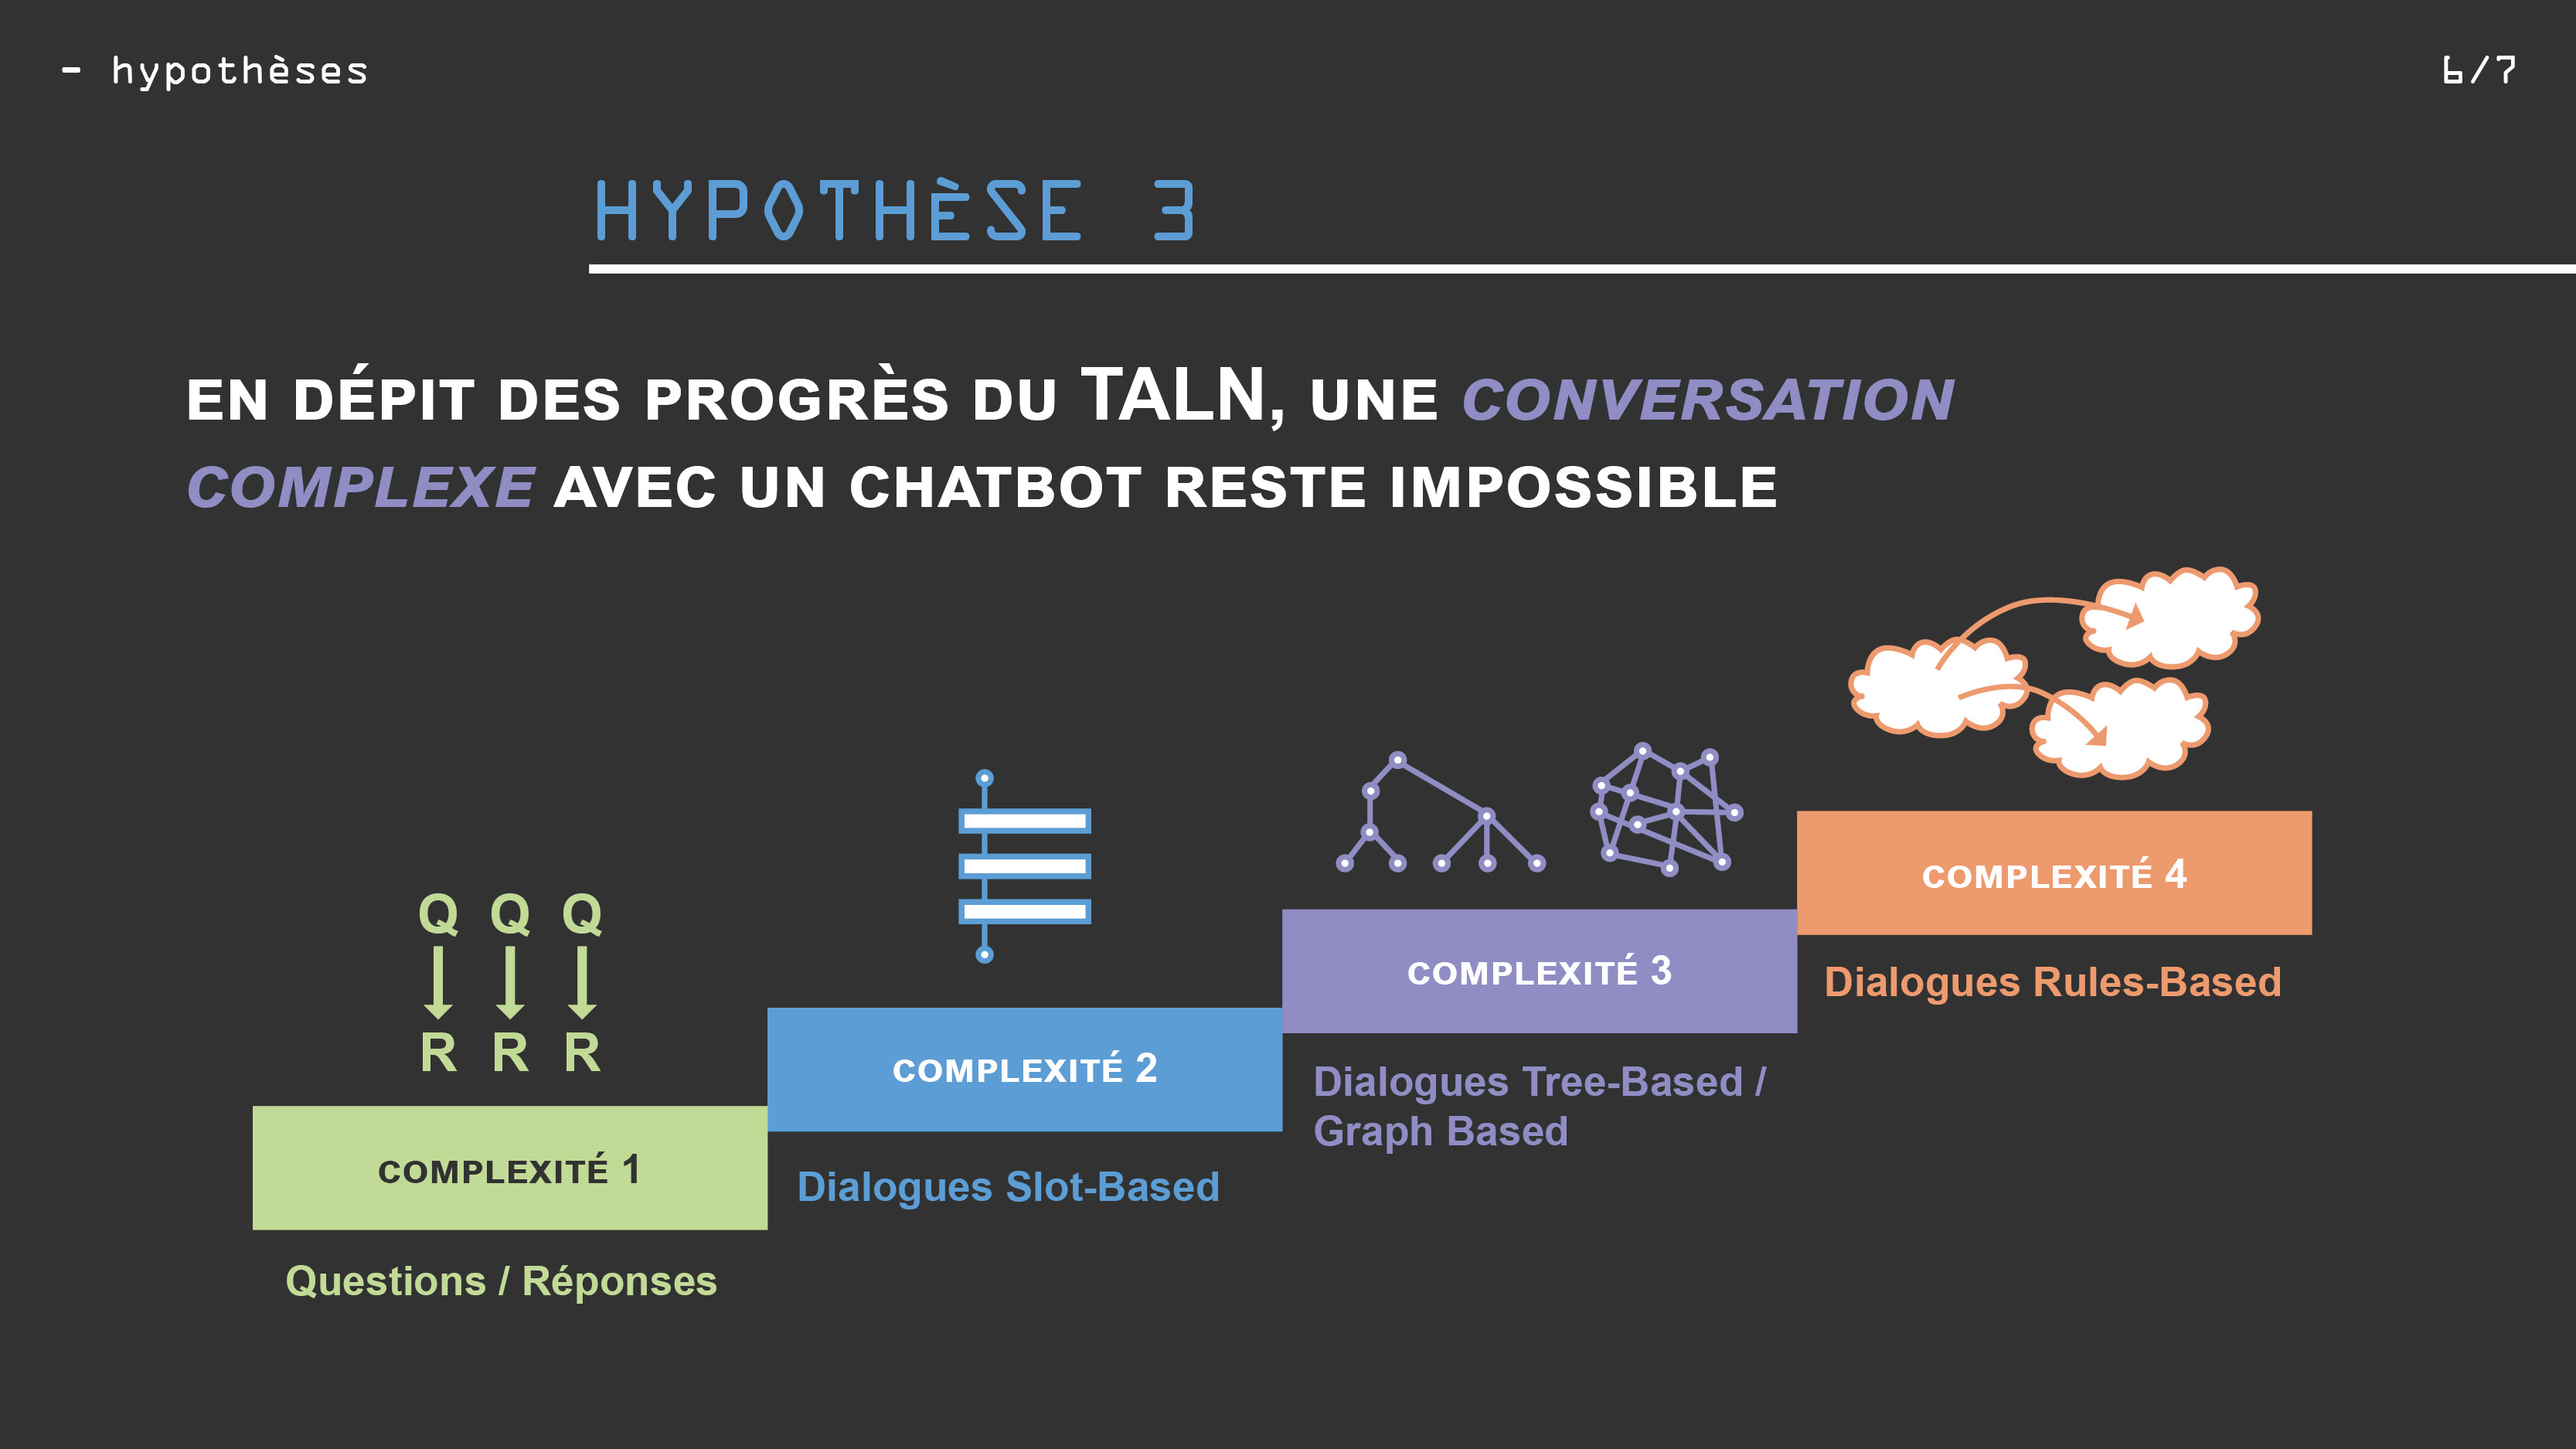 - hypothèses
6/7
HYPOTHÈSE 3
EN DÉPIT DES PROGRÈS DU TALN, UNE CONVERSATION
COMPLEXE AVEC UN CHATBOT RESTE IMPOSSIBLE
COMPLEXITÉ 4
Q Q Q
COMPLEXITÉ 3
Dialogues Rules-Based
R R R
COMPLEXITÉ 2
Dialogues Tree-Based /
Graph Based
COMPLEXITÉ 1
Dialogues Slot-Based
Questions / Réponses